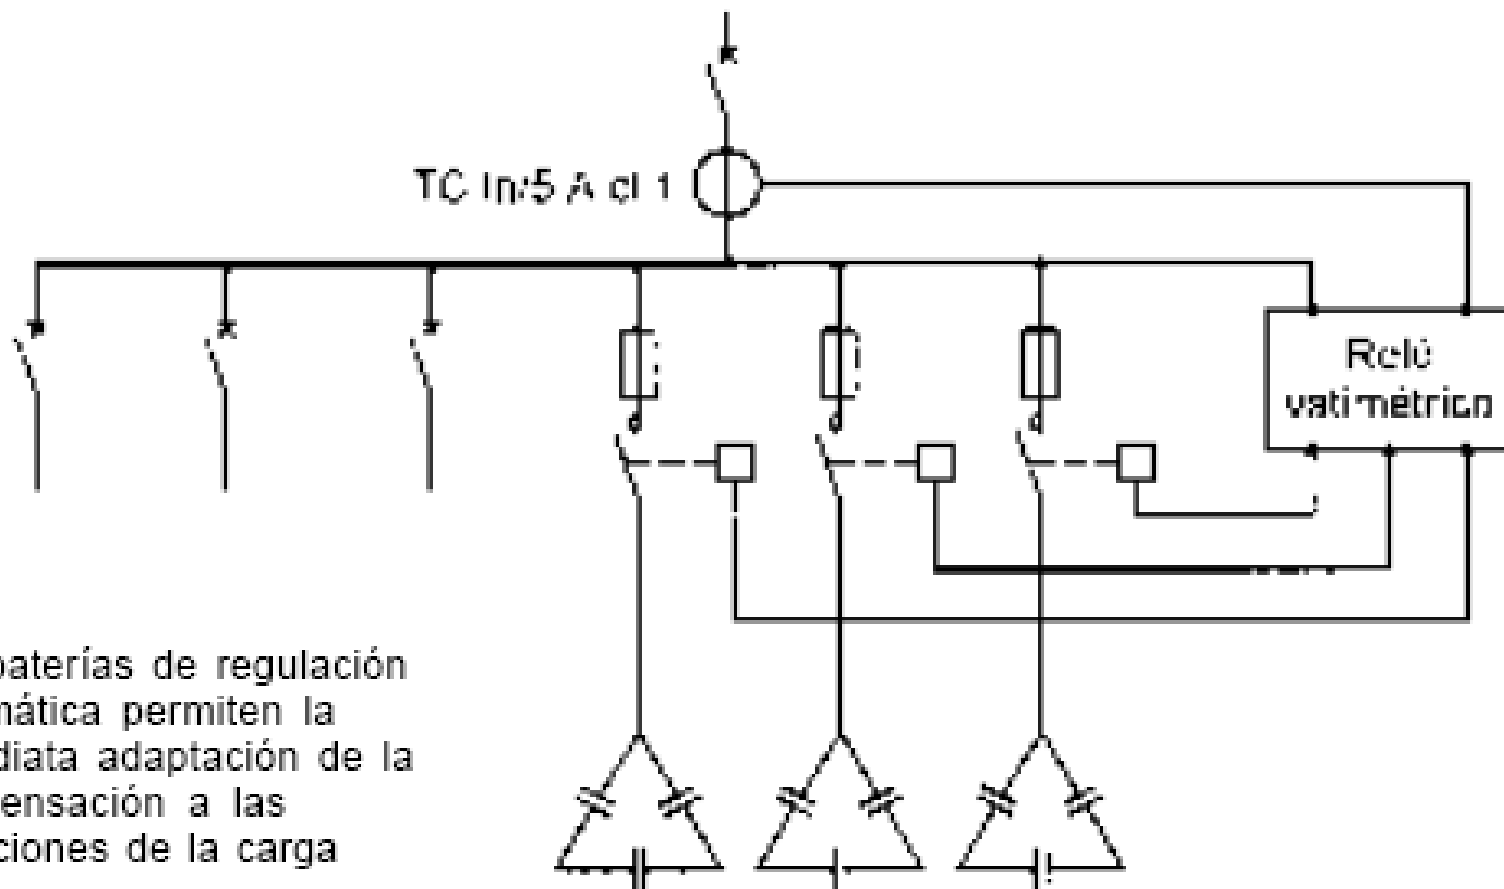 TC In/5 A cl 1
Relé
vatimétrico
baterías de regulación
mática permiten la
diata adaptación de la
ensación a las
ciones de la carga